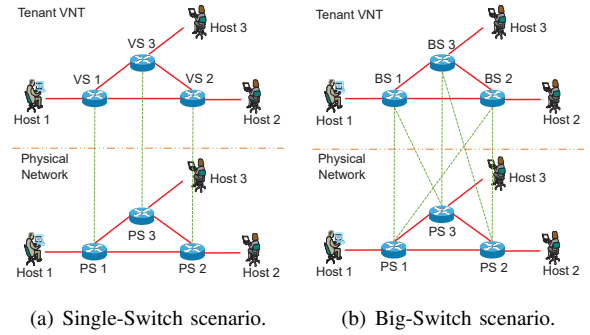 Tenant VNT
Host 3
VS 3
VS 1
VS 2
Host 1
Host 2
Physical
Network
Host 3
PS 3
Host 1
PS 1
PS 2
Host 2
(a) Single-Switch scenario.
Tenant VNT
Host 3
BS 3
BS 1
BS 2
Host 1
Host 2
Physical
Network
Host 3
PS 3
Host 1
PS 1
PS 2
Host 2
(b) Big-Switch scenario.